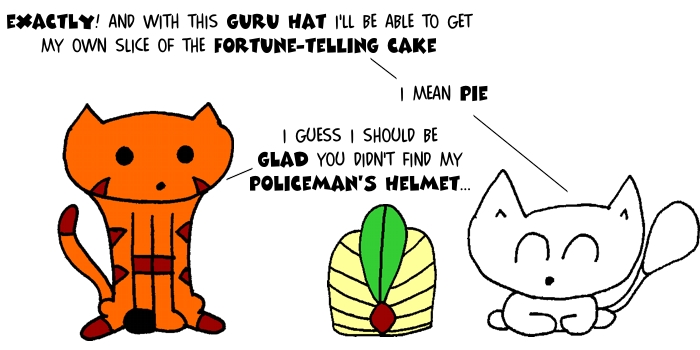 EXACTLY! AND WITH THIS GURU HAT I'LL BE ABLE TO GET
MY OWN SLICE OF THE FORTUNE-TELLING CAKE
I MEAN PIE
I GUESS I SHOULD BE
GLAD YOU DIDN'T FIND MY
POLICEMAN'S HELMET...